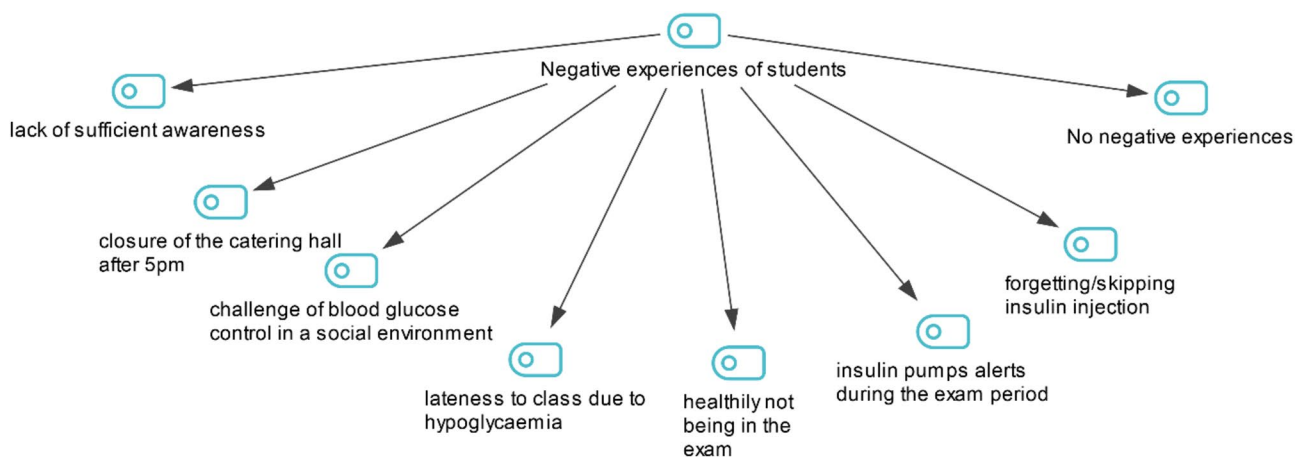 Negative experiences of students
lack of sufficient awareness
No negative experiences
closure of the catering hall
after 5pm
challenge of blood glucose
control in a social environment
lateness to class due to
hypoglycaemia
healthily not
being in the
exam
insulin pumps alerts
during the exam period
forgetting/skipping
insulin injection